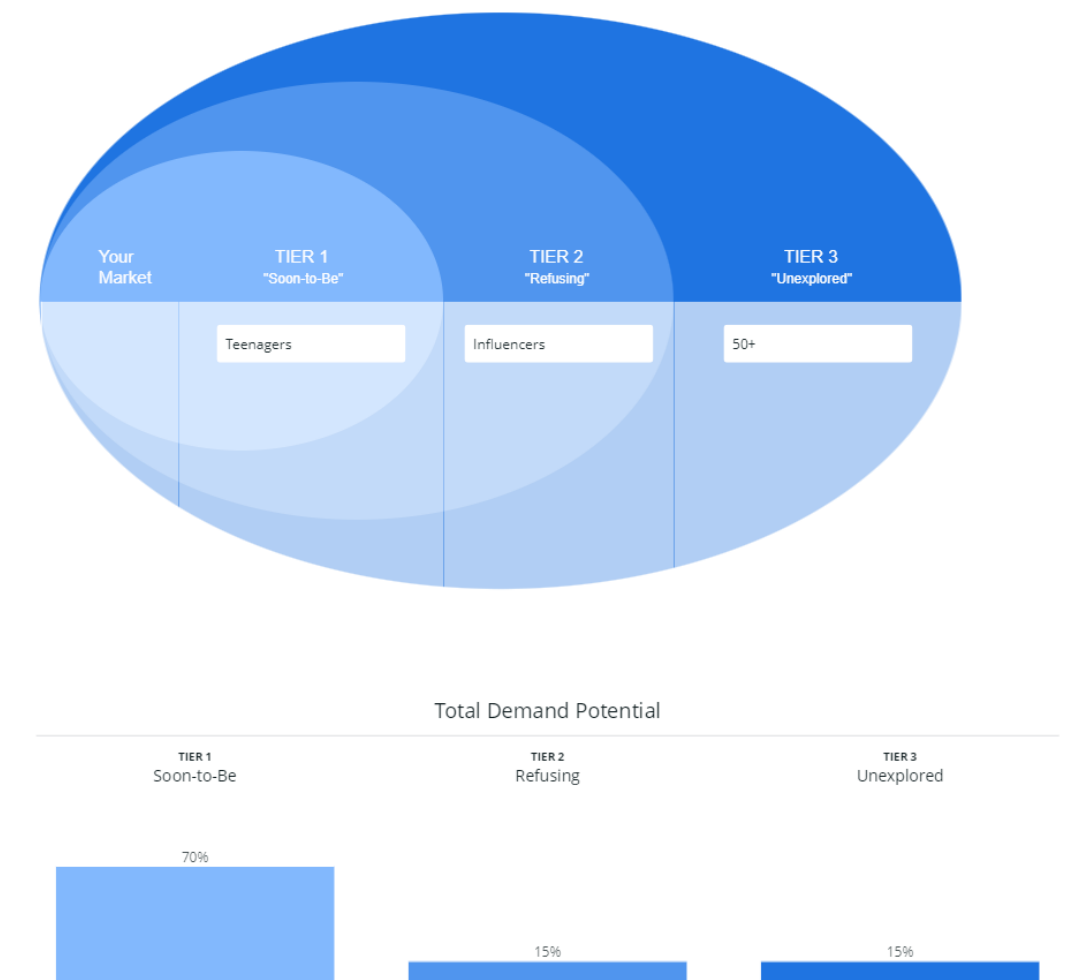 Your
Market
TIER 1
"Soon-to-Be"
TIER 2
"Refusing"
TIER 3
"Unexplored"
Teenagers
Influencers
50+
Total Demand Potential
TIER 1
Soon-to-Be
TIER 2
Refusing
TIER 3
Unexplored
70%
15%
15%